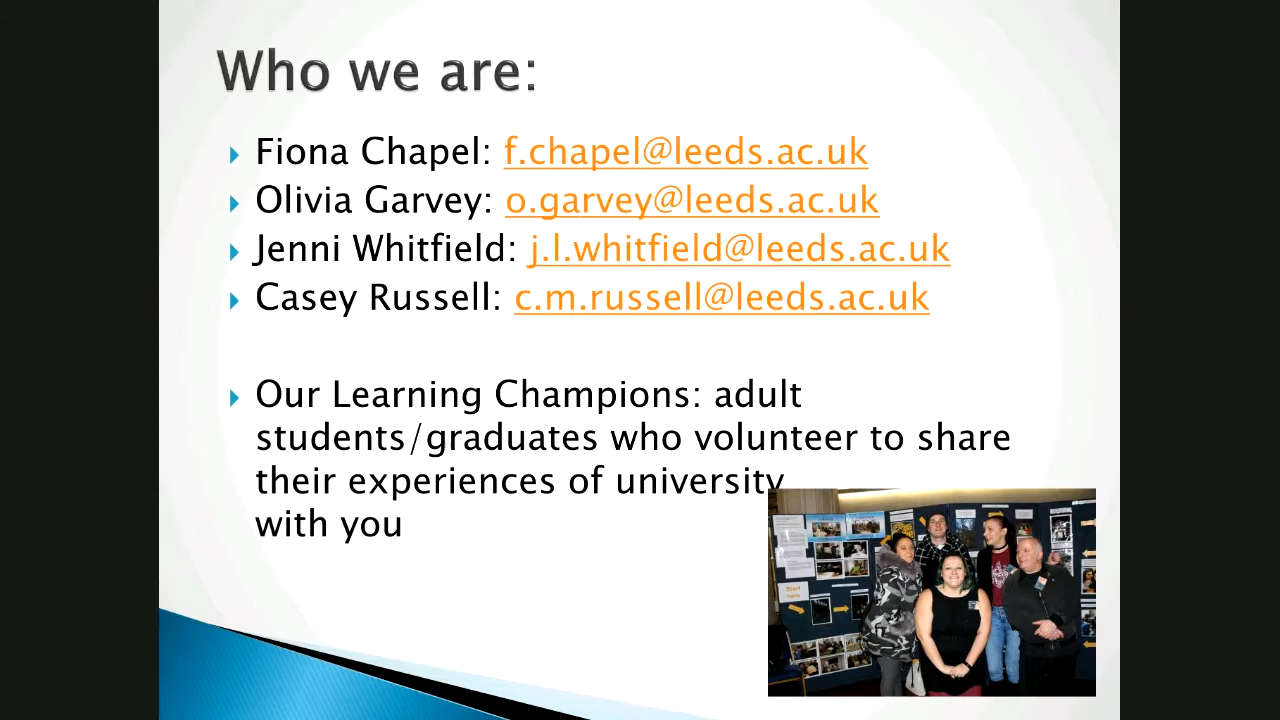 Who we are:
Fiona Chapel: f.chapel@leeds.ac.uk
Olivia Garvey: o.garvey@leeds.ac.uk
Jenni Whitfield: j.l.whitfield@leeds.ac.uk
Casey Russell: c.m.russell@leeds.ac.uk
Our Learning Champions: adult
students/graduates who volunteer to share
their experiences of university
with you
Start
here